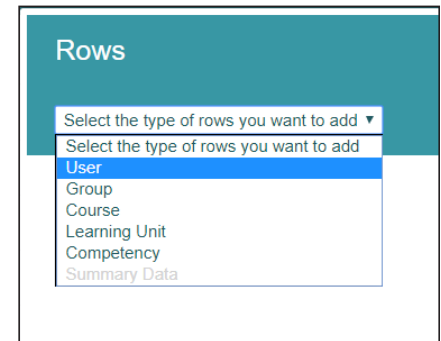 Rows
Select the type of rows you want to add ▼
Select the type of rows you want to add
User
Group
Course
Learning Unit
Competency
Summary Data